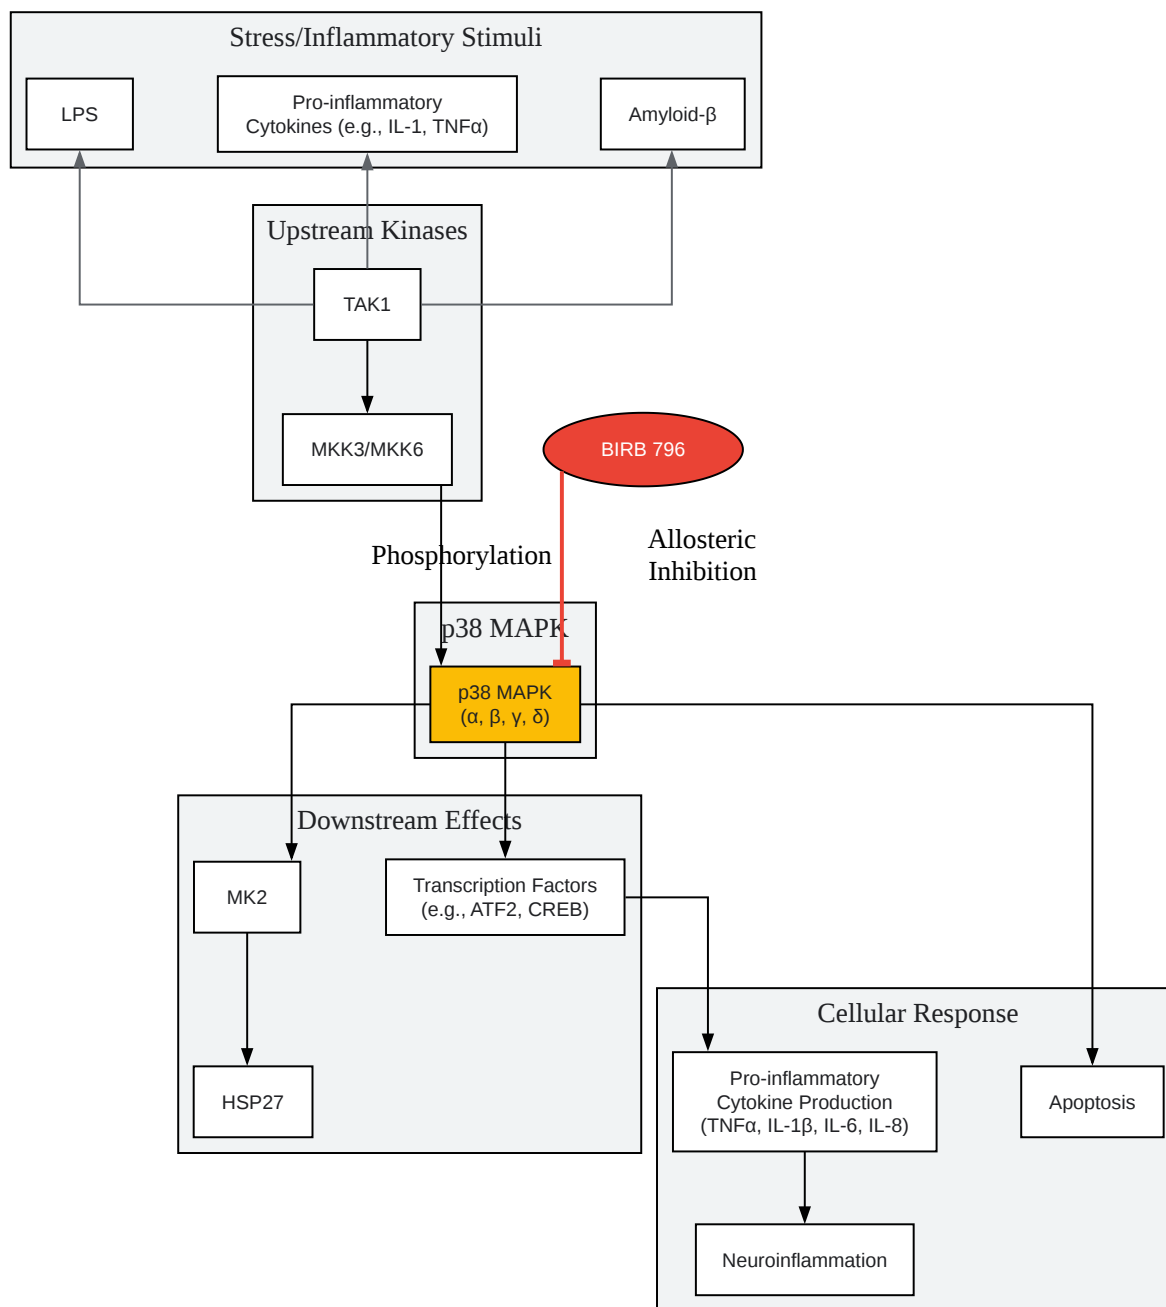 Stress/Inflammatory Stimuli
LPS
Pro-inflammatory
Cytokines (e.g., IL-1, TNFα)
Amyloid-β
Upstream Kinases
TAK1
MKK3/MKK6
BIRB 796
Phosphorylation
Allosteric
Inhibition
p38 MAPK
p38 MAPK
(α, β, γ, δ)
Downstream Effects
MK2
Transcription Factors
(e.g., ATF2, CREB)
HSP27
Cellular Response
Pro-inflammatory
Cytokine Production
(TNFα, IL-1β, IL-6, IL-8)
Apoptosis
Neuroinflammation